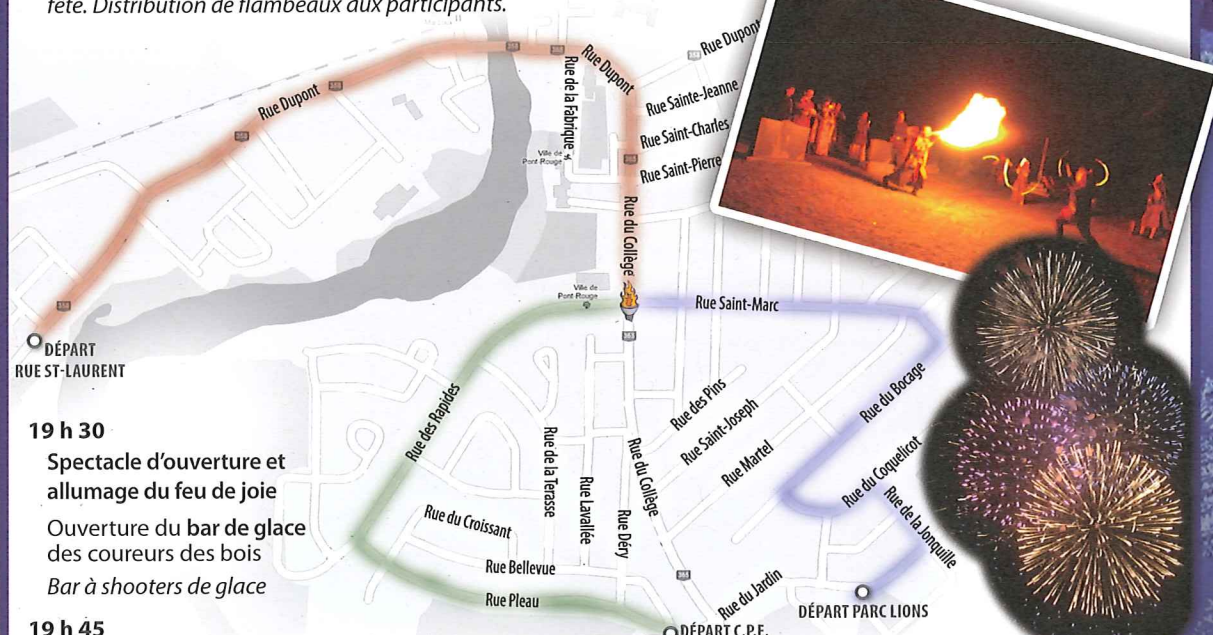 fête. Distribution de flambeaux aux participants.
Rue Dupont
Rue Dupont
Rue Dupont
358
358
358
358
358
358
Rue de la Fabrique
Rue Sainte-Jeanne
Rue Saint-Charles
Rue Saint-Pierre
Ville de
Pont Rouge
Rue du Collège
Ville de
Pont Rouge
Rue Saint-Marc
DÉPART
RUE ST-LAURENT
Rue des Rapides
Rue de la Terasse
Rue Lavallée
Rue du Collège
Rue Déry
Rue des Pins
Rue Saint-Joseph
Rue Martel
Rue du Bocage
Rue du Coquelicot
Rue de la Jonquille
Rue du Croissant
Rue Bellevue
Rue Pleau
Rue du Jardin
DÉPART PARC LIONS
DÉPART C.P.E.
19 h 30
Spectacle d'ouverture et
allumage du feu de joie
Ouverture du bar de glace
des coureurs des bois
Bar à shooters de glace
19 h 45